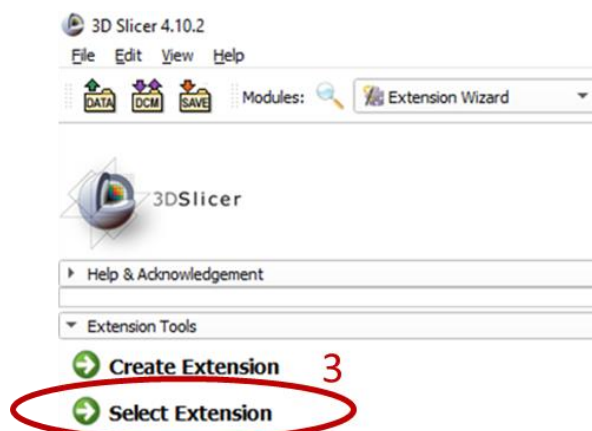 3D Slicer 4.10.2
File Edit View Help
DATA DCM SAVE Modules: Extension Wizard
3DSlicer
Help & Acknowledgement
Extension Tools
Create Extension 3
Select Extension